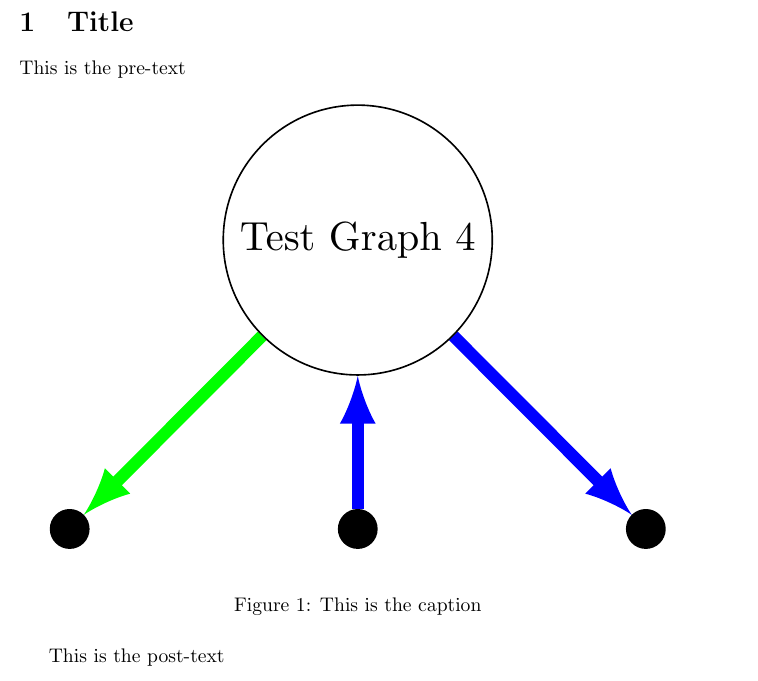 1 Title
This is the pre-text
Test Graph 4
Figure 1: This is the caption
This is the post-text